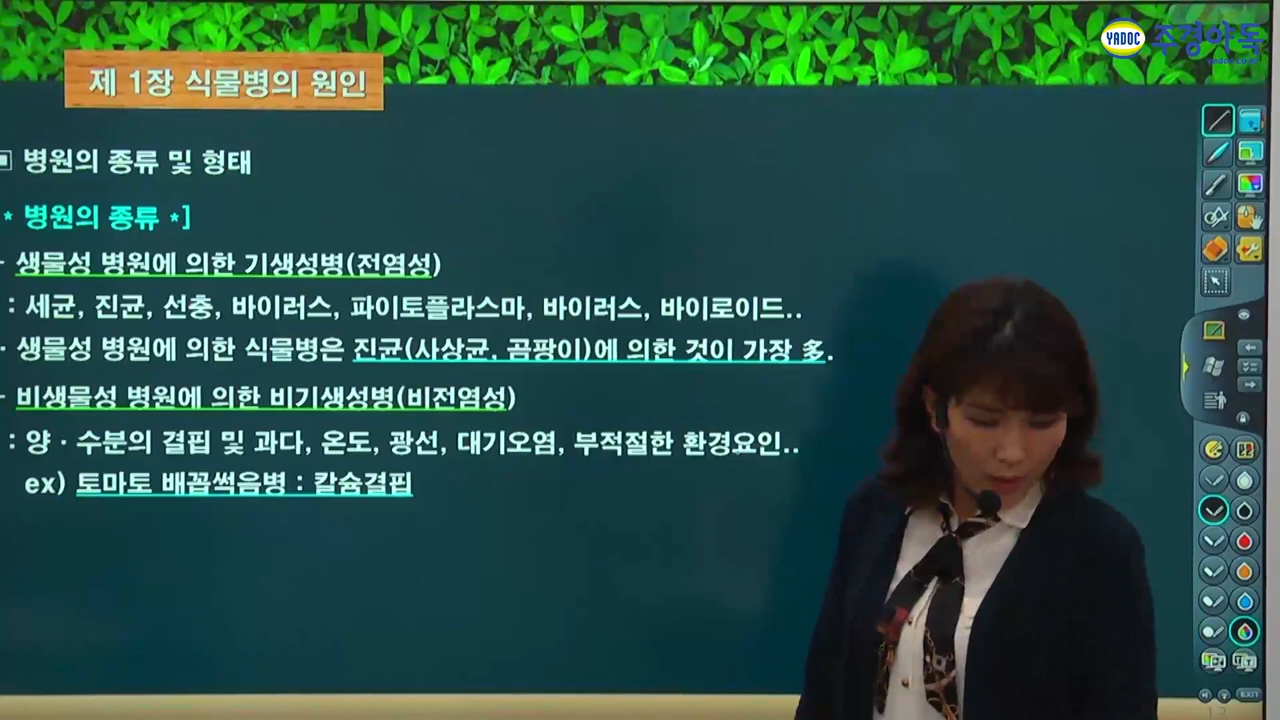 YADOC 주경야독
yadoc.co.kr
제 1장 식물병의 원인
병원의 종류 및 형태
* 병원의 종류 *]
- 생물성 병원에 의한 기생성병(전염성)
: 세균, 진균, 선충, 바이러스, 파이토플라스마, 바이러스, 바이로이드..
- 생물성 병원에 의한 식물병은 진균(사상균, 곰팡이)에 의한 것이 가장 多.
- 비생물성 병원에 의한 비기생성병(비전염성)
: 양 · 수분의 결핍 및 과다, 온도, 광선, 대기오염, 부적절한 환경요인..
ex) 토마토 배꼽썩음병 : 칼슘결핍
EXIT